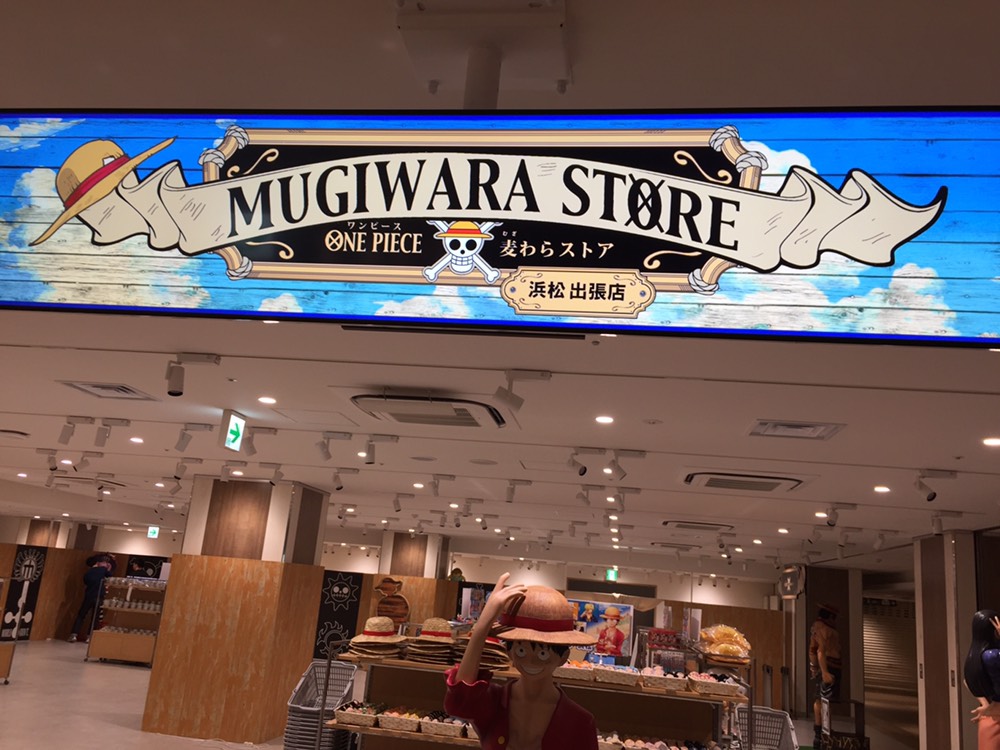 MUGIWARA STORE
ワンピース
ONE PIECE
むぎ
麦わらストア
浜松 出張店